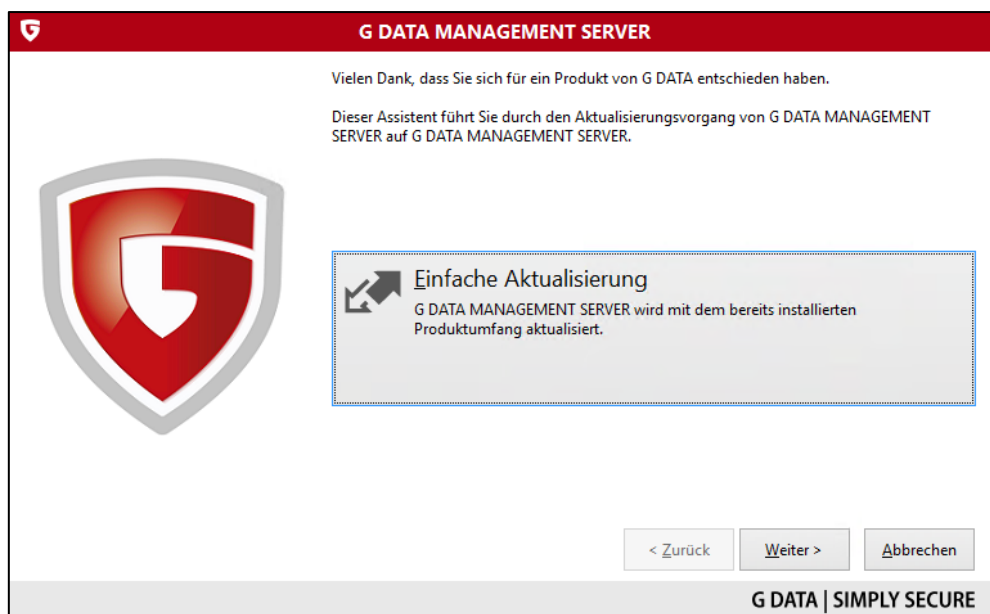 G DATA MANAGEMENT SERVER
Vielen Dank, dass Sie sich für ein Produkt von G DATA entschieden haben.
Dieser Assistent führt Sie durch den Aktualisierungsvorgang von G DATA MANAGEMENT
SERVER auf G DATA MANAGEMENT SERVER.
Einfache Aktualisierung
G DATA MANAGEMENT SERVER wird mit dem bereits installierten
Produktumfang aktualisiert.
< Zurück Weiter > Abbrechen
G DATA | SIMPLY SECURE